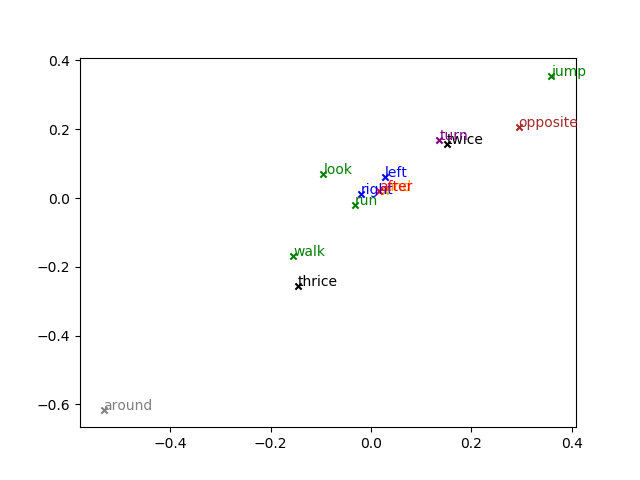 0.4
jump
0.2
opposite
turn
twice
look
left
0.0
right
after
run
walk
−0.2
thrice
−0.4
−0.6
around
−0.4
−0.2
0.0
0.2
0.4